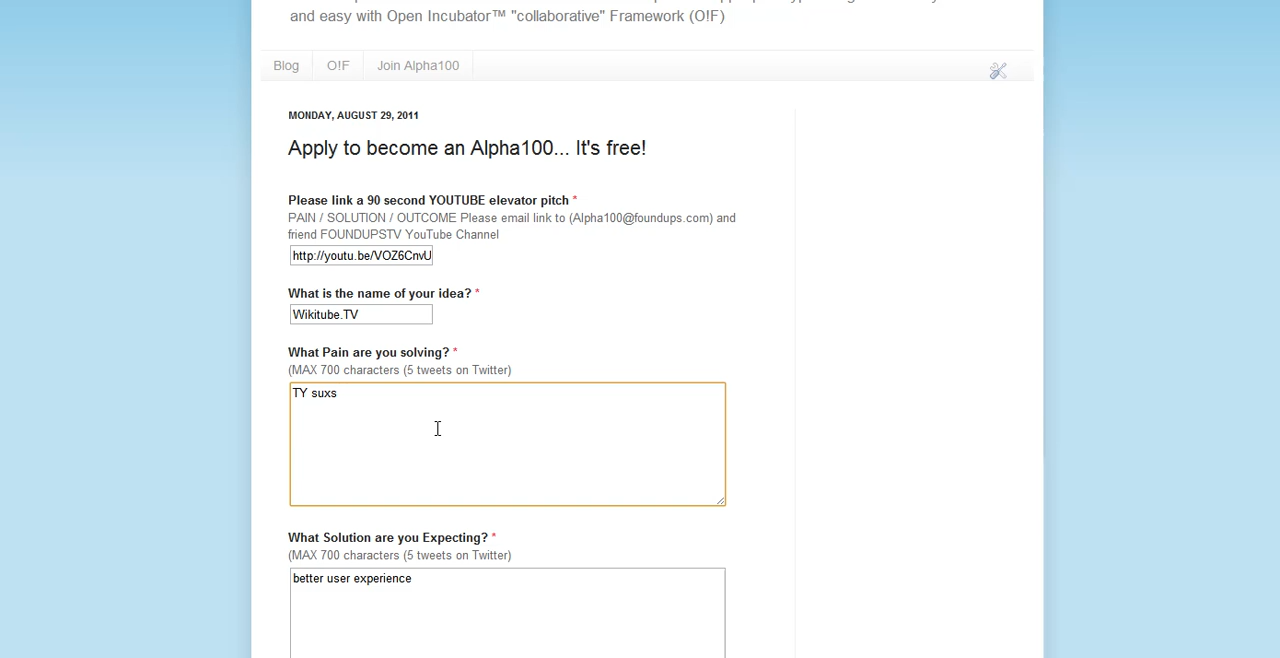 and easy with Open Incubator™ "collaborative" Framework (O!F)
Blog
O!F
Join Alpha100
MONDAY, AUGUST 29, 2011
Apply to become an Alpha100... It's free!
Please link a 90 second YOUTUBE elevator pitch *
PAIN / SOLUTION / OUTCOME Please email link to (Alpha100@foundups.com) and
friend FOUNDUPSTV YouTube Channel
http://youtu.be/VOZ6CnvU
What is the name of your idea? *
Wikitube.TV
What Pain are you solving? *
(MAX 700 characters (5 tweets on Twitter)
TY suxs
What Solution are you Expecting? *
(MAX 700 characters (5 tweets on Twitter)
better user experience